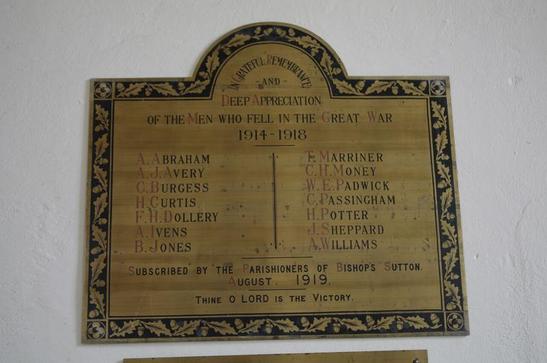 IN GRATEFUL REMEMBRANCE
-AND-
DEEP APPRECIATION
OF THE MEN WHO FELL IN THE GREAT WAR
1914-1918
A. ABRAHAM
A.J. AVERY
C. BURGESS
H. CURTIS
F.H. DOLLERY
A. IVENS
B. JONES
T. MARRINER
C.H. MONEY
W.E. PADWICK
C. PASSINGHAM
H. POTTER
J. SHEPPARD
A. WILLIAMS
SUBSCRIBED BY THE PARISHIONERS OF BISHOP'S SUTTON.
AUGUST. 1919.
THINE O LORD IS THE VICTORY.